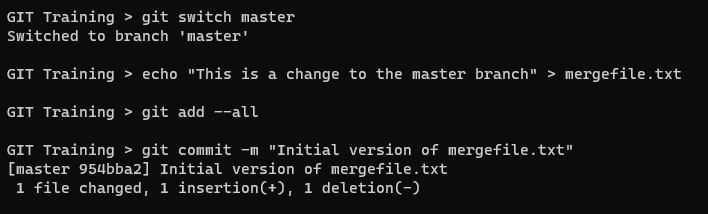 GIT Training > git switch master
Switched to branch 'master'
GIT Training > echo "This is a change to the master branch" > mergefile.txt
GIT Training > git add --all
GIT Training > git commit -m "Initial version of mergefile.txt"
[master 954bba2] Initial version of mergefile.txt
 1 file changed, 1 insertion(+), 1 deletion(-)